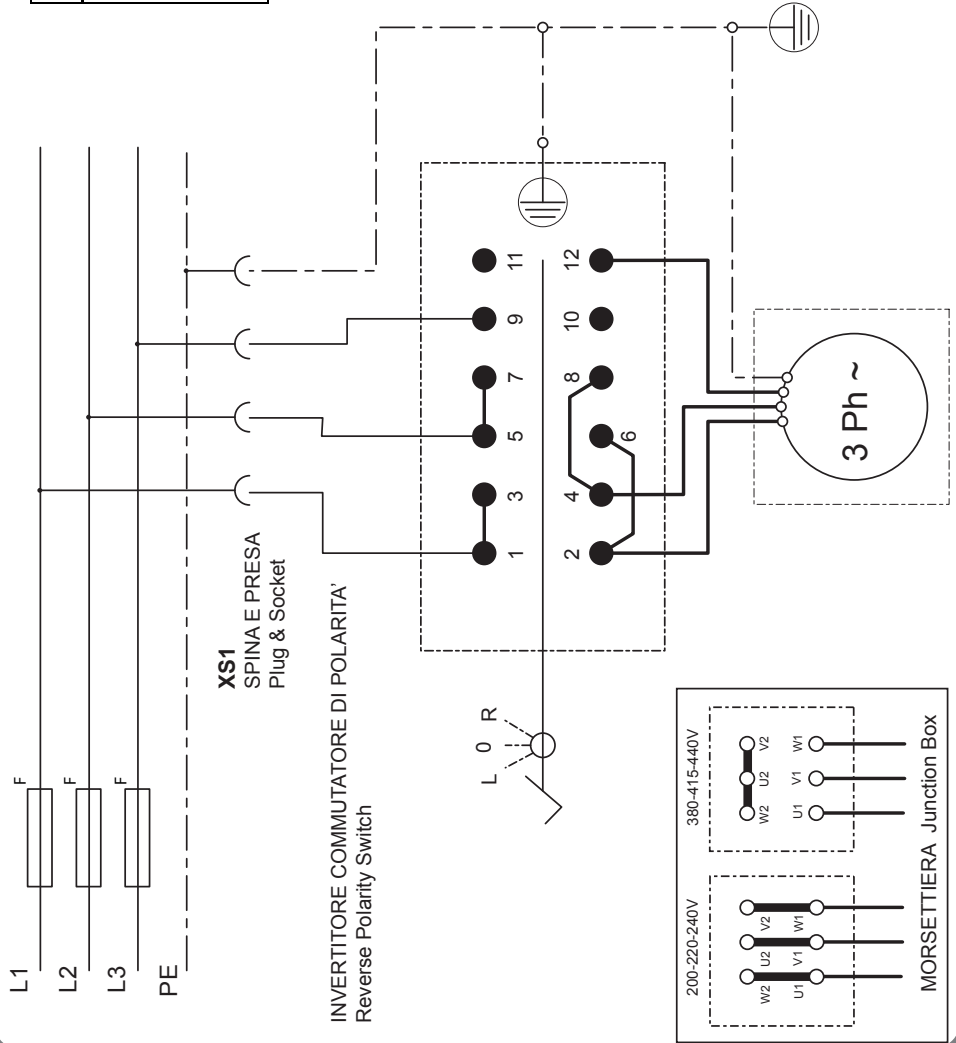 L1
L2
L3
PE
F
F
F
XS1
SPINA E PRESA
Plug & Socket
INVERTITORE COMMUTATORE DI POLARITA'
Reverse Polarity Switch
L 0 R
1 3 5 7 9 11
2 4 6 8 10 12
3 Ph ~
200-220-240V
W2 U2 V2
U1 V1 W1
380-415-440V
W2 U2 V2
U1 V1 W1
MORSETTIERA Junction Box